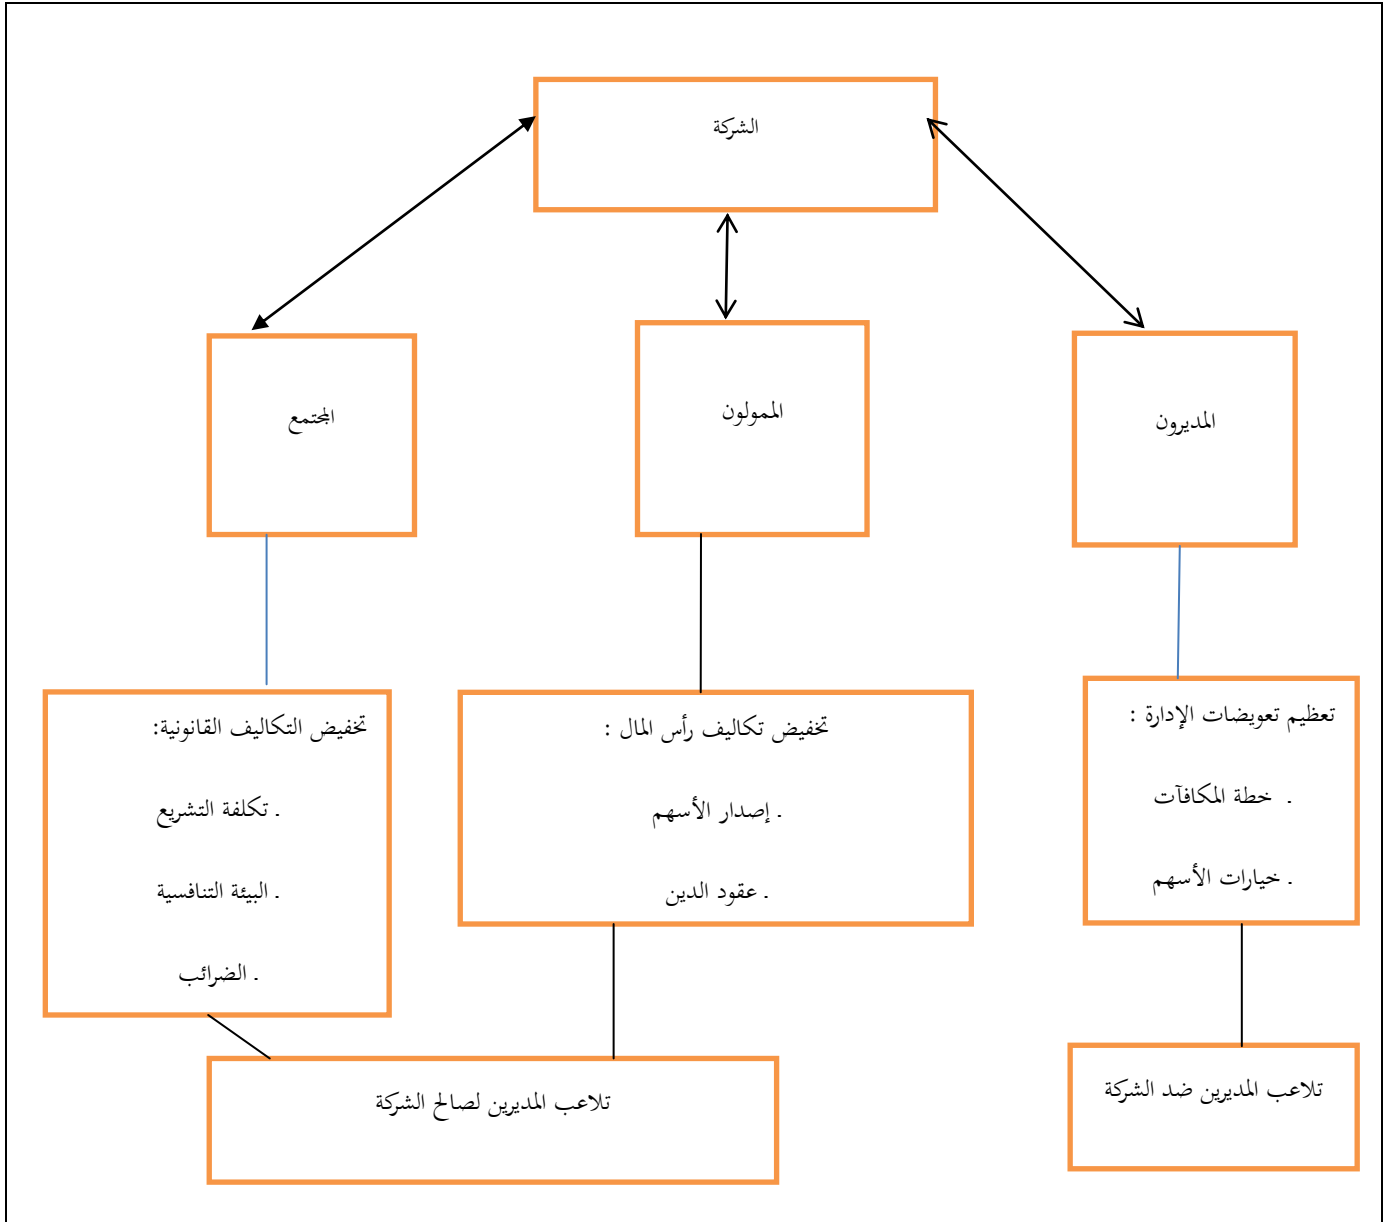 الشركة
المديرون
الممولون
المجتمع
تعظيم تعويضات الإدارة :
. خطة المكافآت
. خيارات الأسهم
تخفيض تكاليف رأس المال :
. إصدار الأسهم
. عقود الدين
تخفيض التكاليف القانونية:
. تكلفة التشريع
. البيئة التنافسية
. الضرائب
تلاعب المديرين ضد الشركة
تلاعب المديرين لصالح الشركة